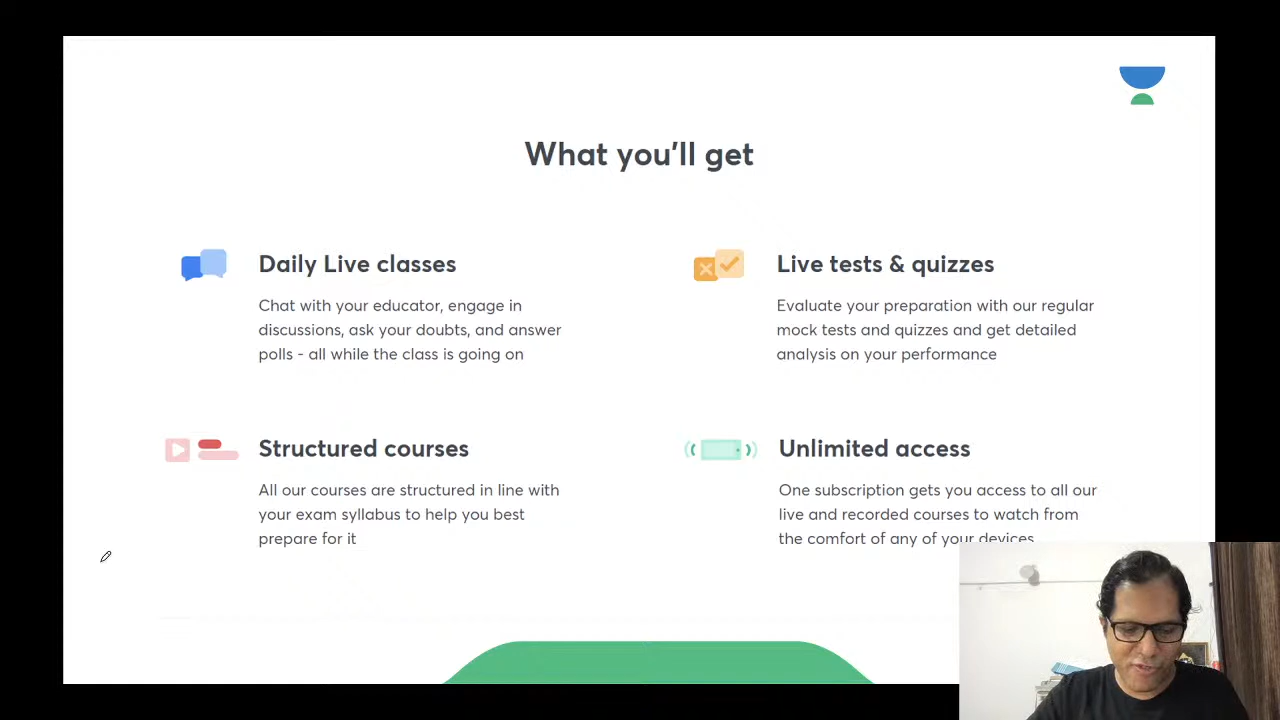 What you'll get
Daily Live classes
Chat with your educator, engage in
discussions, ask your doubts, and answer
polls - all while the class is going on
Live tests & quizzes
Evaluate your preparation with our regular
mock tests and quizzes and get detailed
analysis on your performance
Structured courses
All our courses are structured in line with
your exam syllabus to help you best
prepare for it
Unlimited access
One subscription gets you access to all our
live and recorded courses to watch from
the comfort of any of your devices